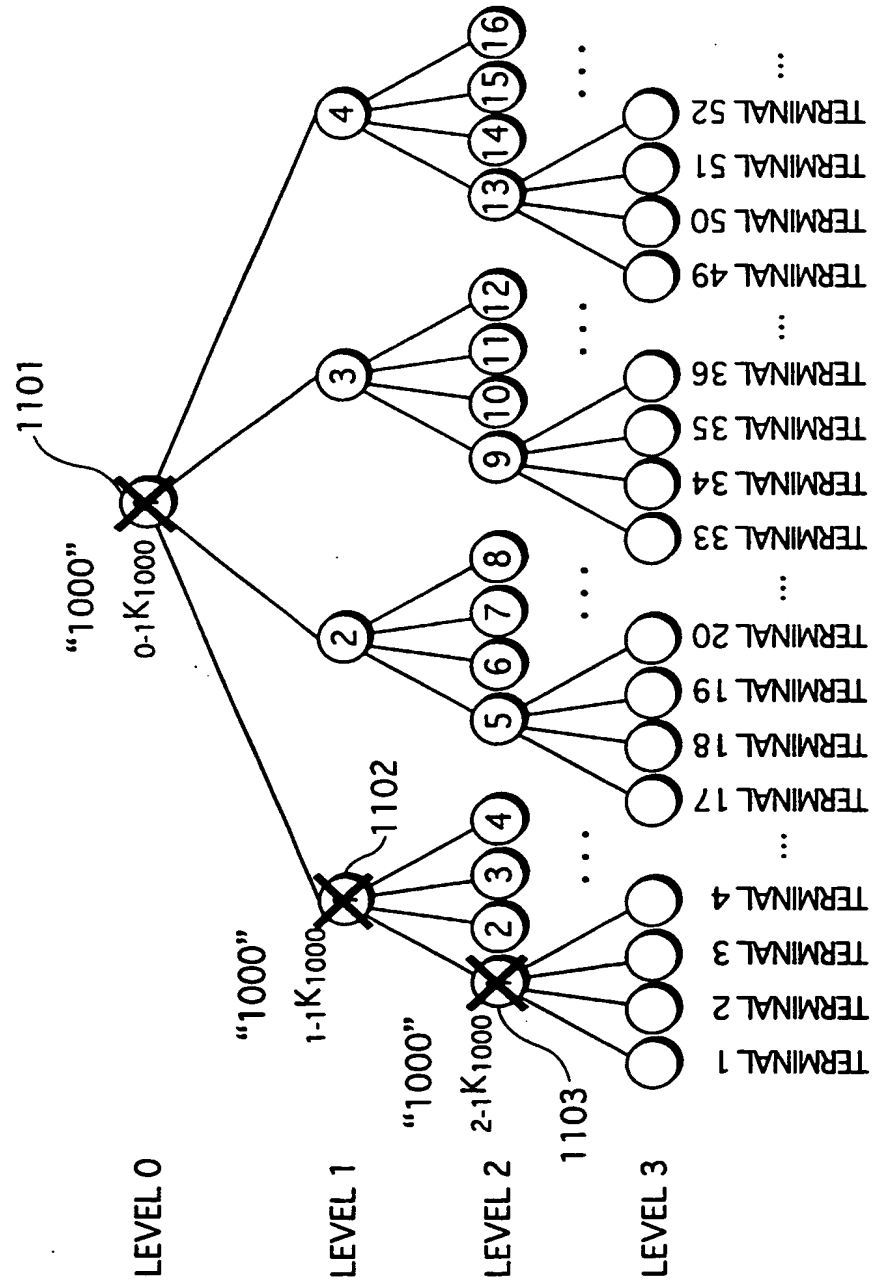 LEVEL 0
"1000"
0-1K1000
1101
LEVEL 1
"1000"
1-1K1000
1102
2
3
4
LEVEL 2
"1000"
2-1K1000
1103
2
3
4
5
6
7
8
9
10
11
12
13
14
15
16
...
...
...
...
LEVEL 3
TERMINAL 1
TERMINAL 2
TERMINAL 3
TERMINAL 4
...
TERMINAL 17
TERMINAL 18
TERMINAL 19
TERMINAL 20
...
TERMINAL 33
TERMINAL 34
TERMINAL 35
TERMINAL 36
...
TERMINAL 49
TERMINAL 50
TERMINAL 51
TERMINAL 52
...